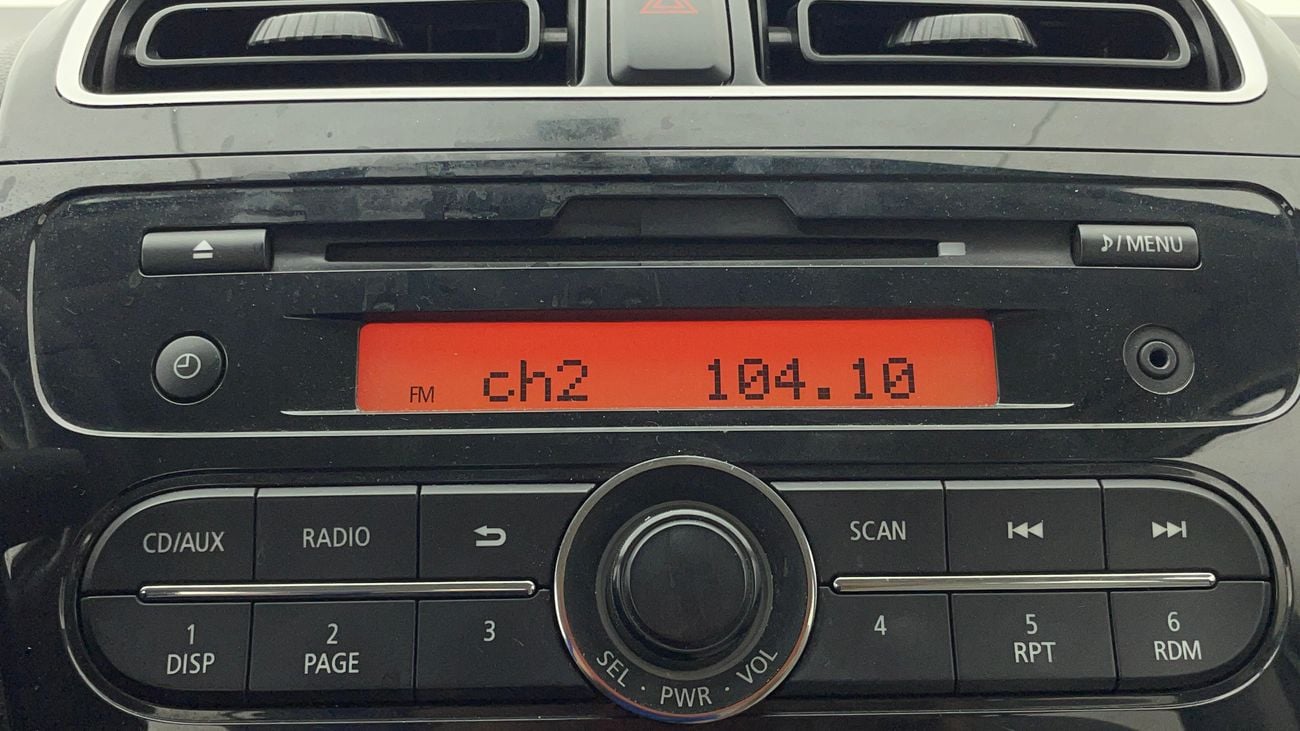 ♪/MENU
FM ch2 104.10
CD/AUX RADIO SCAN
1 2 3 4 5 6
DISP PAGE RPT RDM
SEL · PWR · VOL